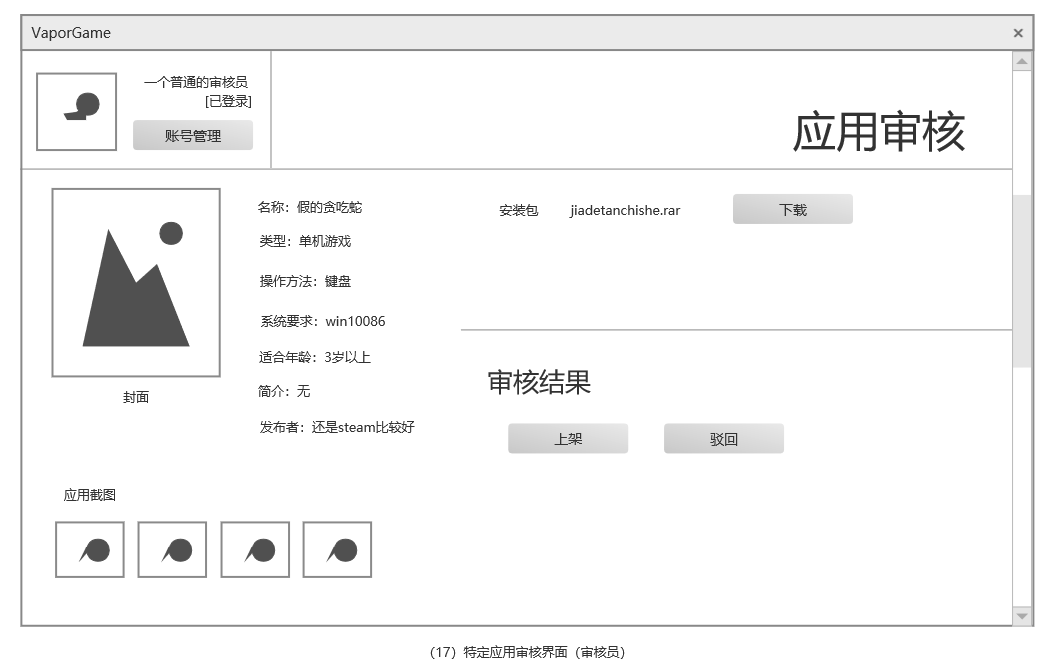 VaporGame
一个普通的审核员
[已登录]
账号管理
应用审核
名称：假的贪吃蛇
类型：单机游戏
操作方法：键盘
系统要求：win10086
适合年龄：3岁以上
简介：无
发布者：还是steam比较好
封面
应用截图
安装包 jiadetanchishe.rar 下载
审核结果
上架 驳回
（17）特定应用审核界面（审核员）